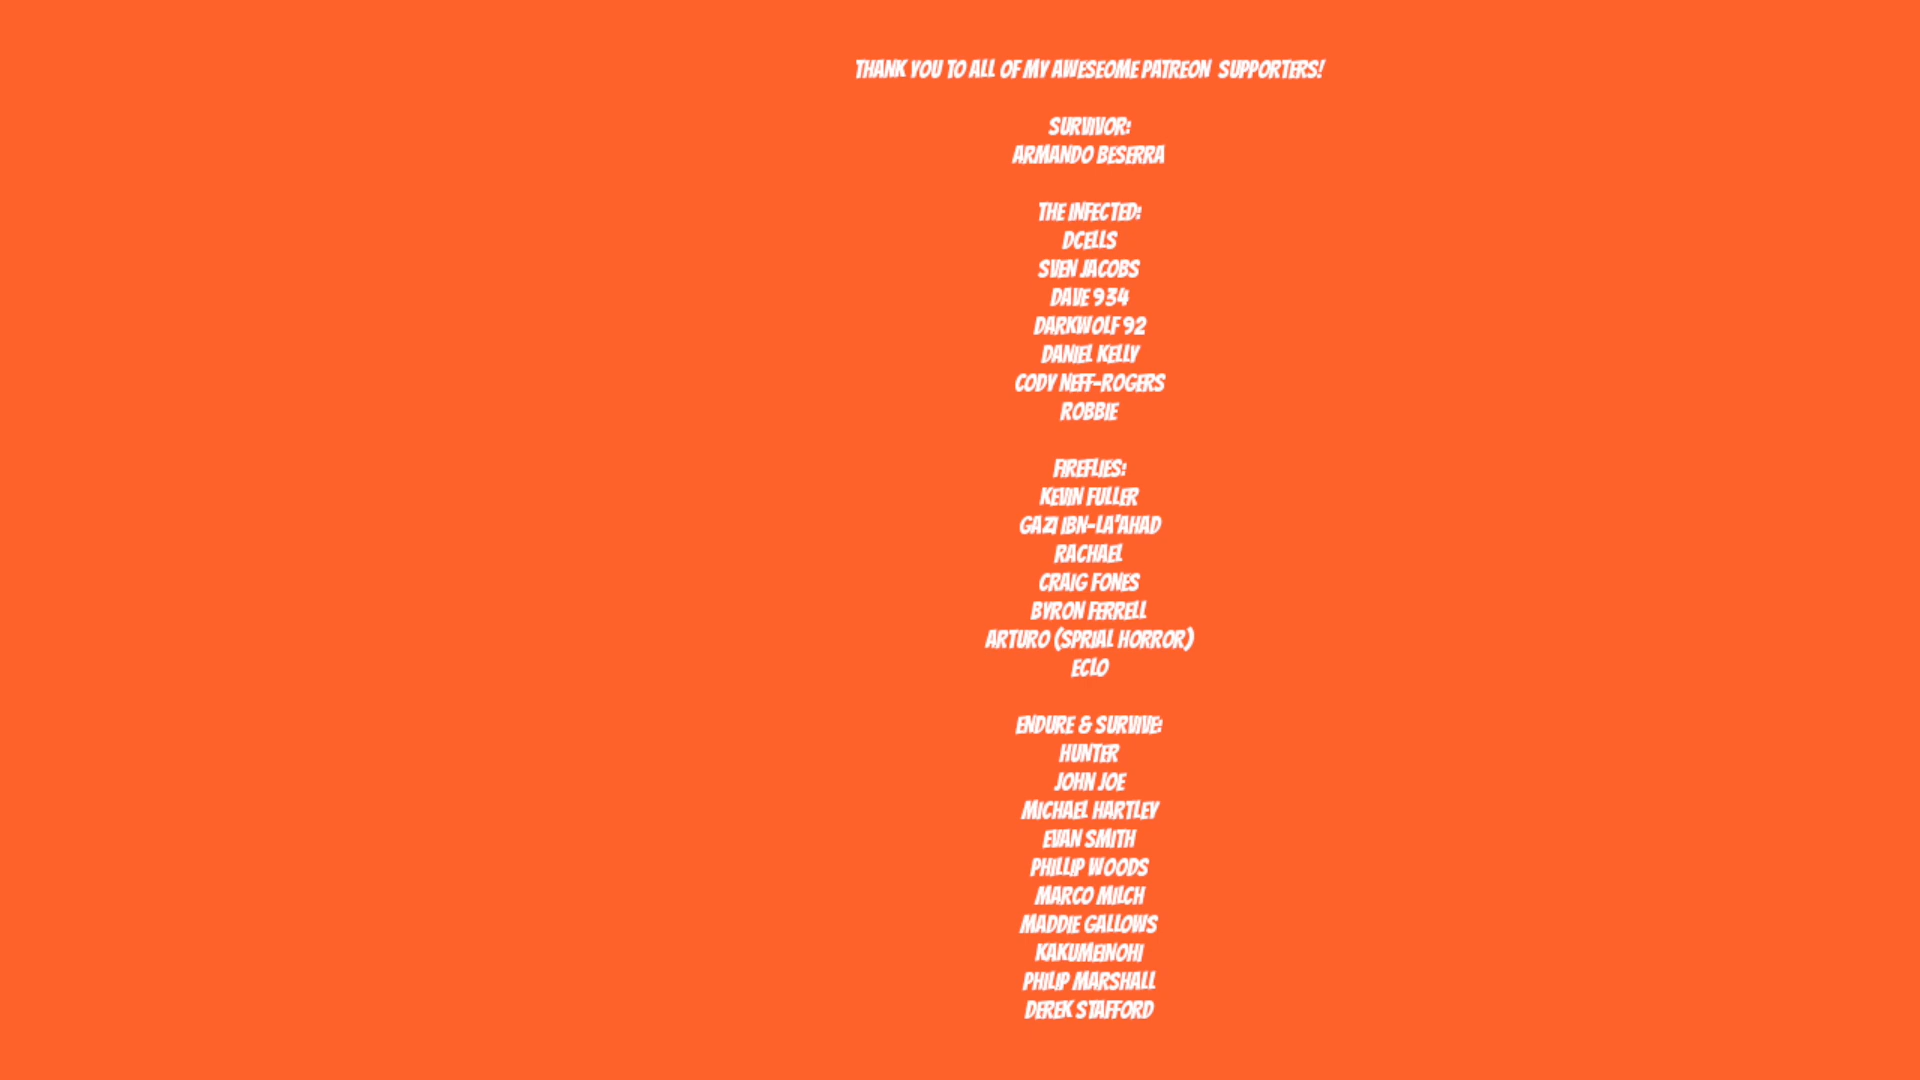 THANK YOU TO ALL OF MY AWESEOME PATREON SUPPORTERS!
SURVIVOR:
ARMANDO BESERRA
THE INFECTED:
DCELLS
SVEN JACOBS
DAVE 934
DARKWOLF 92
DANIEL KELLY
CODY NEFF-ROGERS
ROBBIE
FIREFLIES:
KEVIN FULLER
GAZI IBN-LA'AHAD
RACHAEL
CRAIG FONES
BYRON FERRELL
ARTURO (SPRIAL HORROR)
ECLO
ENDURE & SURVIVE:
HUNTER
JOHN JOE
MICHAEL HARTLEY
EVAN SMITH
PHILLIP WOODS
MARCO MILCH
MADDIE GALLOWS
KAKUMEINOHI
PHILIP MARSHALL
DEREK STAFFORD